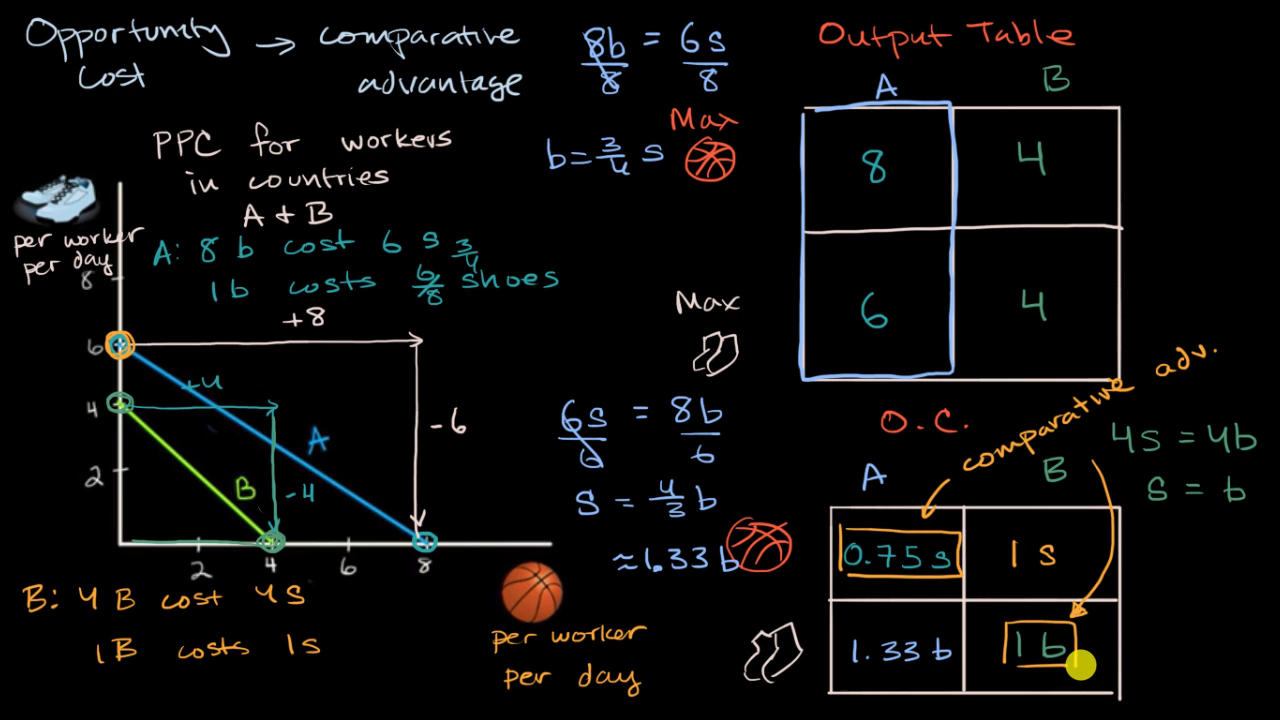 Opportunity cost → comparative advantage
PPC for workers
in countries
A + B
per worker
per day
A: 8 b cost 6 s
1b costs 6/8 shoes 3/4
+8
8
6
4
2
+4
-4
-6
A
B
2 4 6 8
B: 4 B cost 4 S
1B costs 1s
per worker
per day
8b/8 = 6s/8
b = 3/4 s
Max
Max
6s/6 = 8b/6
S = 4/3 b
≈1.33 b
Output Table
A B
8 4
6 4
O.C.
comparative adv.
4s = 4b
s = b
A B
0.75 s 1 s
1.33 b 1 b